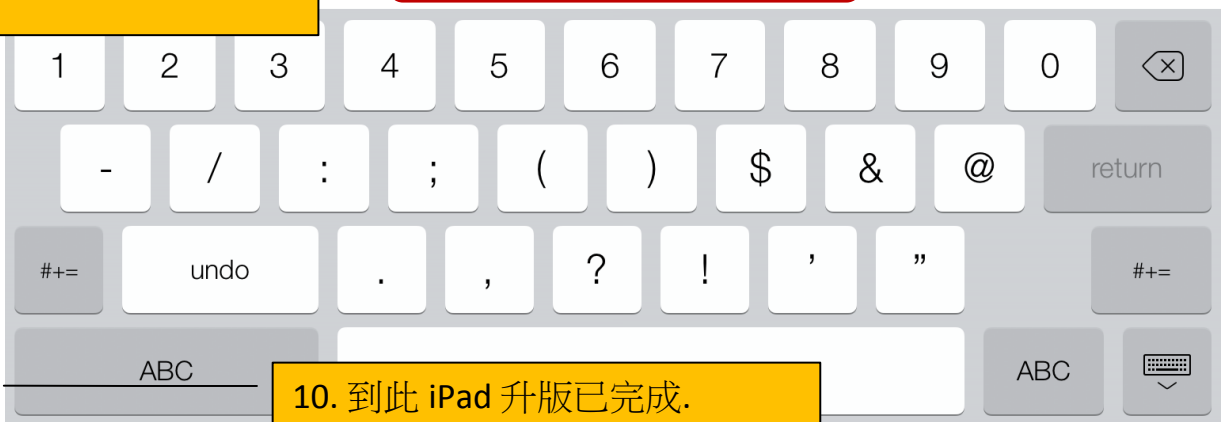 1 2 3 4 5 6 7 8 9 0
- / : ; ( ) $ & @ return
#+= undo . , ? ! ’ ” #+=
ABC ABC
10. 到此 iPad 升版已完成.